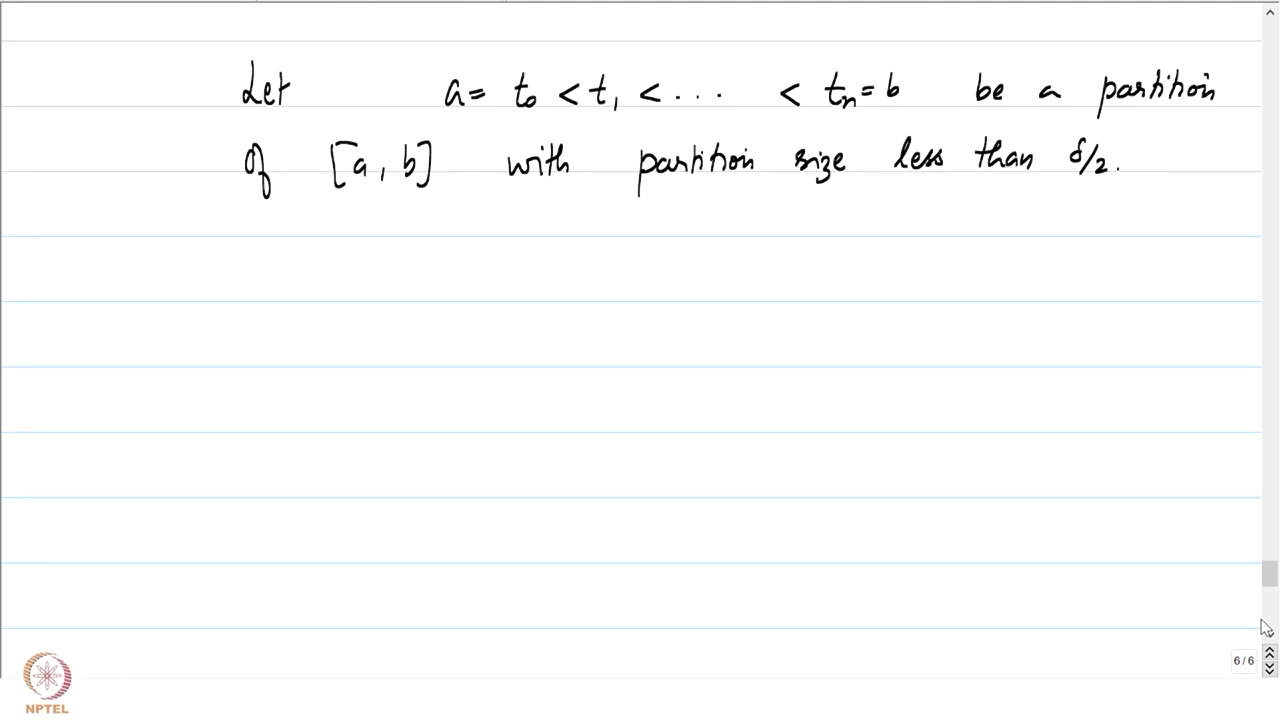 Let a = t₀ < t₁ < . . . < tₙ = b be a partition
of [a, b] with partition size less than δ/2.
6 / 6
NPTEL